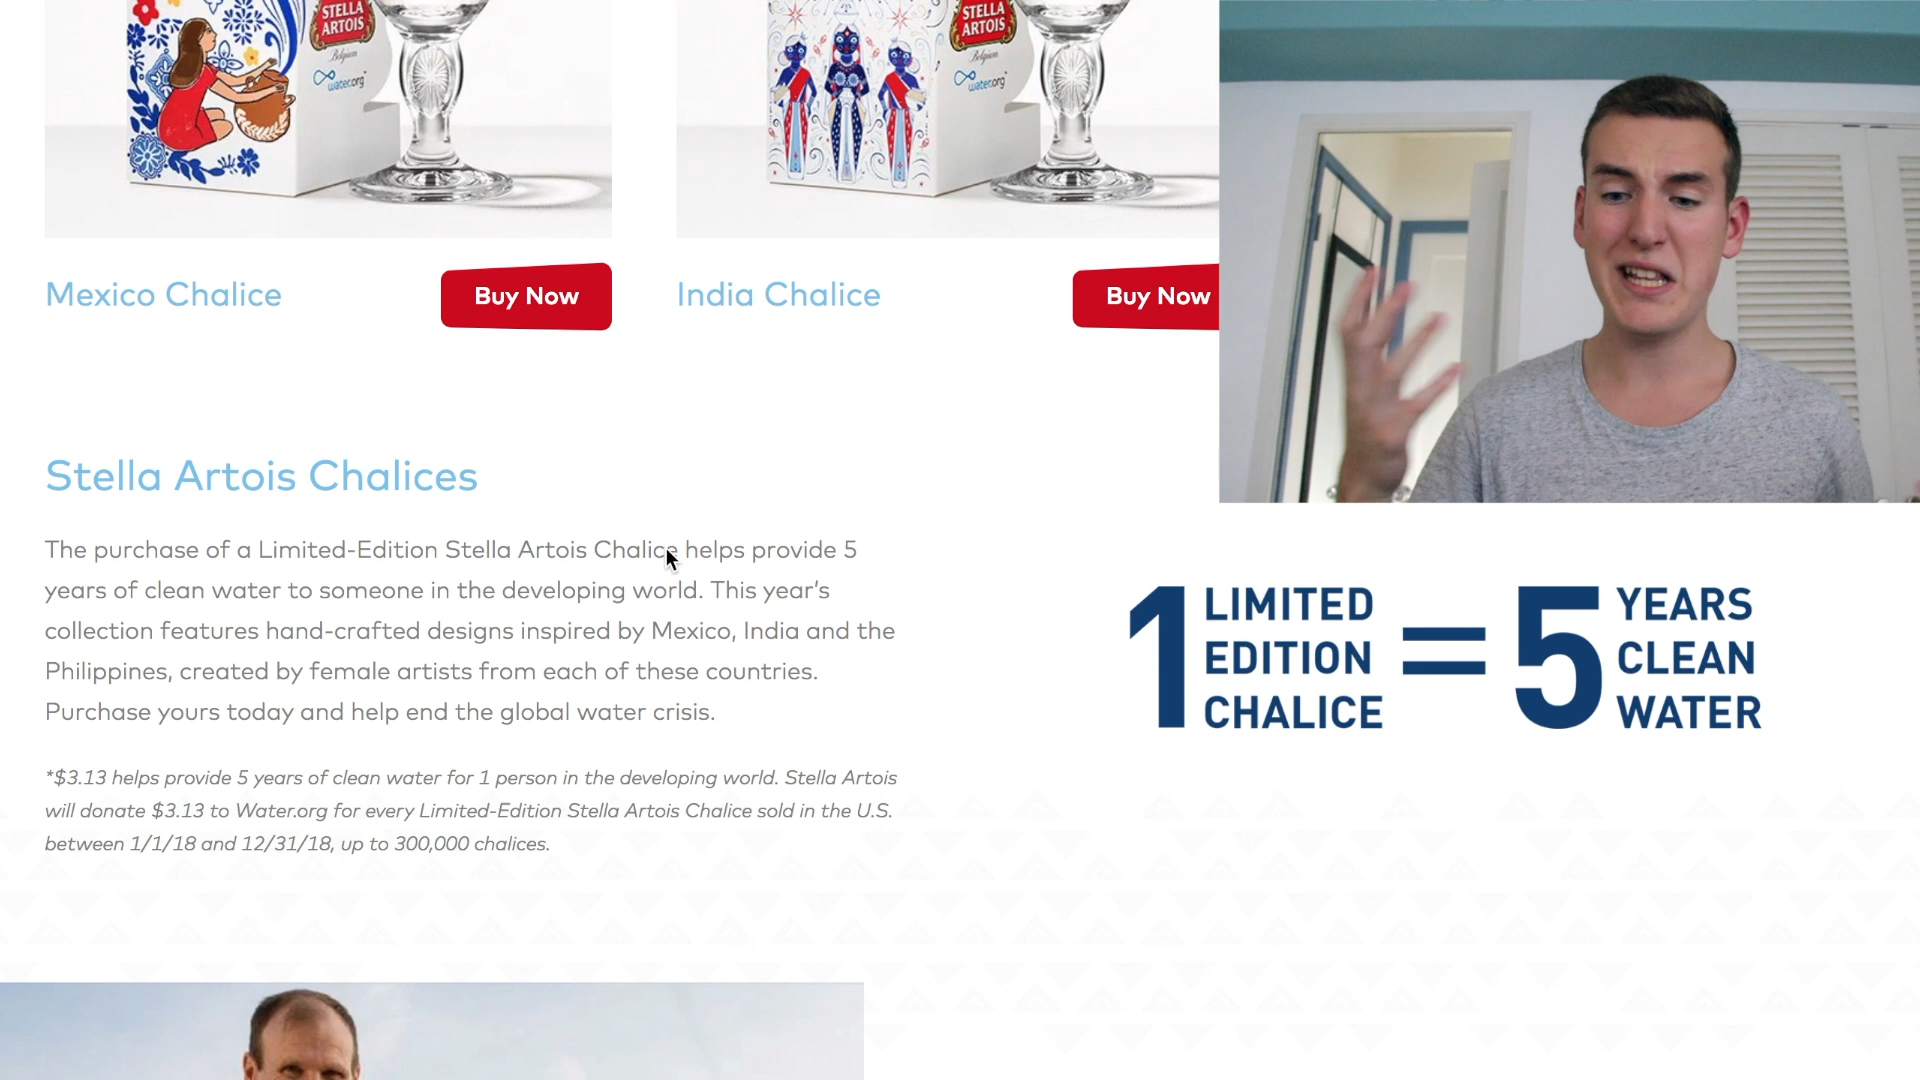 STELLA
ARTOIS
Belgium
water.org
STELLA
ARTOIS
Belgium
water.org
Mexico Chalice
Buy Now
India Chalice
Buy Now
Stella Artois Chalices
The purchase of a Limited-Edition Stella Artois Chalice helps provide 5
years of clean water to someone in the developing world. This year’s
collection features hand-crafted designs inspired by Mexico, India and the
Philippines, created by female artists from each of these countries.
Purchase yours today and help end the global water crisis.
*$3.13 helps provide 5 years of clean water for 1 person in the developing world. Stella Artois
will donate $3.13 to Water.org for every Limited-Edition Stella Artois Chalice sold in the U.S.
between 1/1/18 and 12/31/18, up to 300,000 chalices.
1 LIMITED EDITION CHALICE = 5 YEARS CLEAN WATER